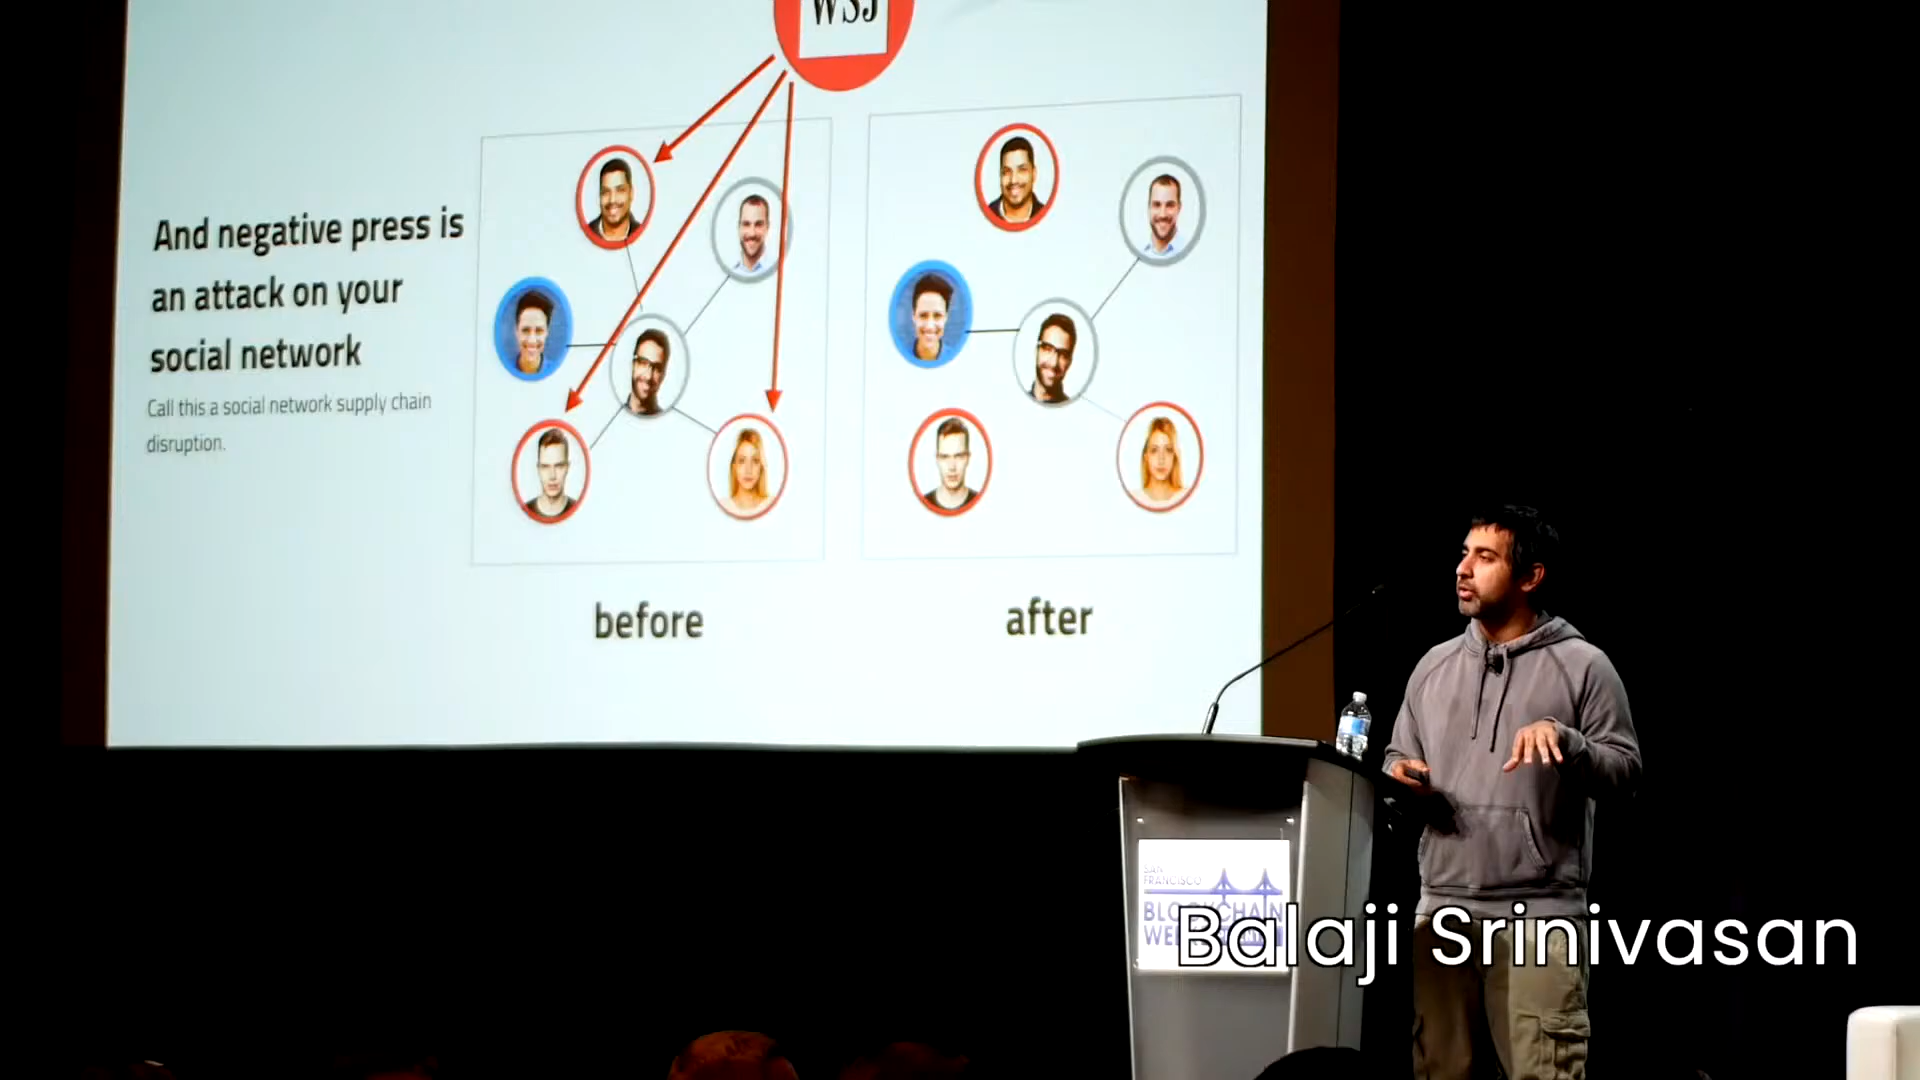 WSJ
And negative press is
an attack on your
social network
Call this a social network supply chain
disruption.
before
after
SAN
FRANCISCO
BLOCKCHAIN
Balaji Srinivasan